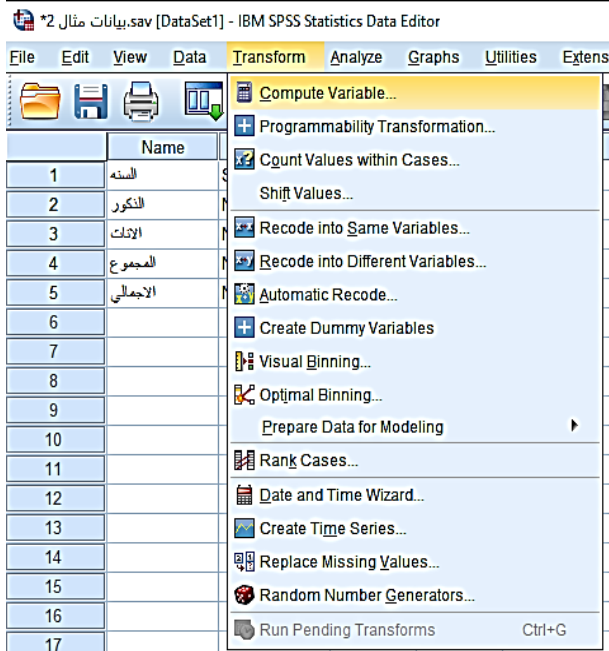 *بيانات مثال 2.sav [DataSet1] - IBM SPSS Statistics Data Editor
File Edit View Data Transform Analyze Graphs Utilities Extens
Compute Variable...
Programmability Transformation...
Count Values within Cases...
Shift Values...
Recode into Same Variables...
Recode into Different Variables...
Automatic Recode...
Create Dummy Variables
Visual Binning...
Optimal Binning...
Prepare Data for Modeling
Rank Cases...
Date and Time Wizard...
Create Time Series...
Replace Missing Values...
Random Number Generators...
Run Pending Transforms Ctrl+G
Name
1 السنه
2 الذكور
3 الاناث
4 المجموع
5 الاجمالي
6
7
8
9
10
11
12
13
14
15
16
17